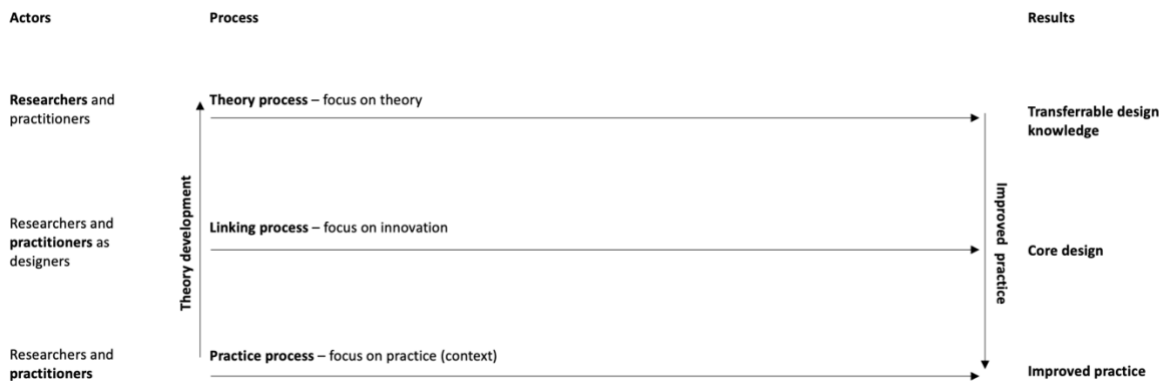 Actors
Process
Results
Researchers and
practitioners
Theory process – focus on theory
Transferrable design
knowledge
Theory development
Researchers and
practitioners as
designers
Linking process – focus on innovation
Improved practice
Core design
Researchers and
practitioners
Practice process – focus on practice (context)
Improved practice